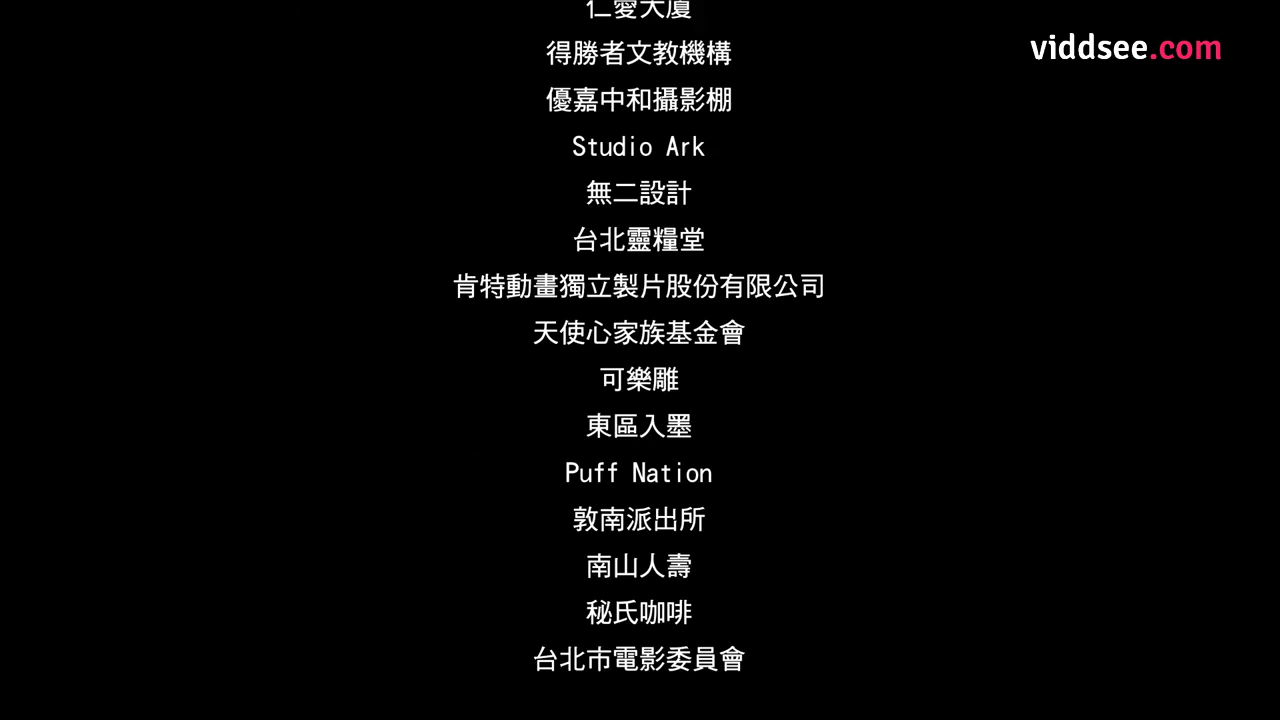 仁愛大廈
得勝者文教機構
viddsee.com
優嘉中和攝影棚
Studio Ark
無二設計
台北靈糧堂
肯特動畫獨立製片股份有限公司
天使心家族基金會
可樂雕
東區入墨
Puff Nation
敦南派出所
南山人壽
秘氏咖啡
台北市電影委員會